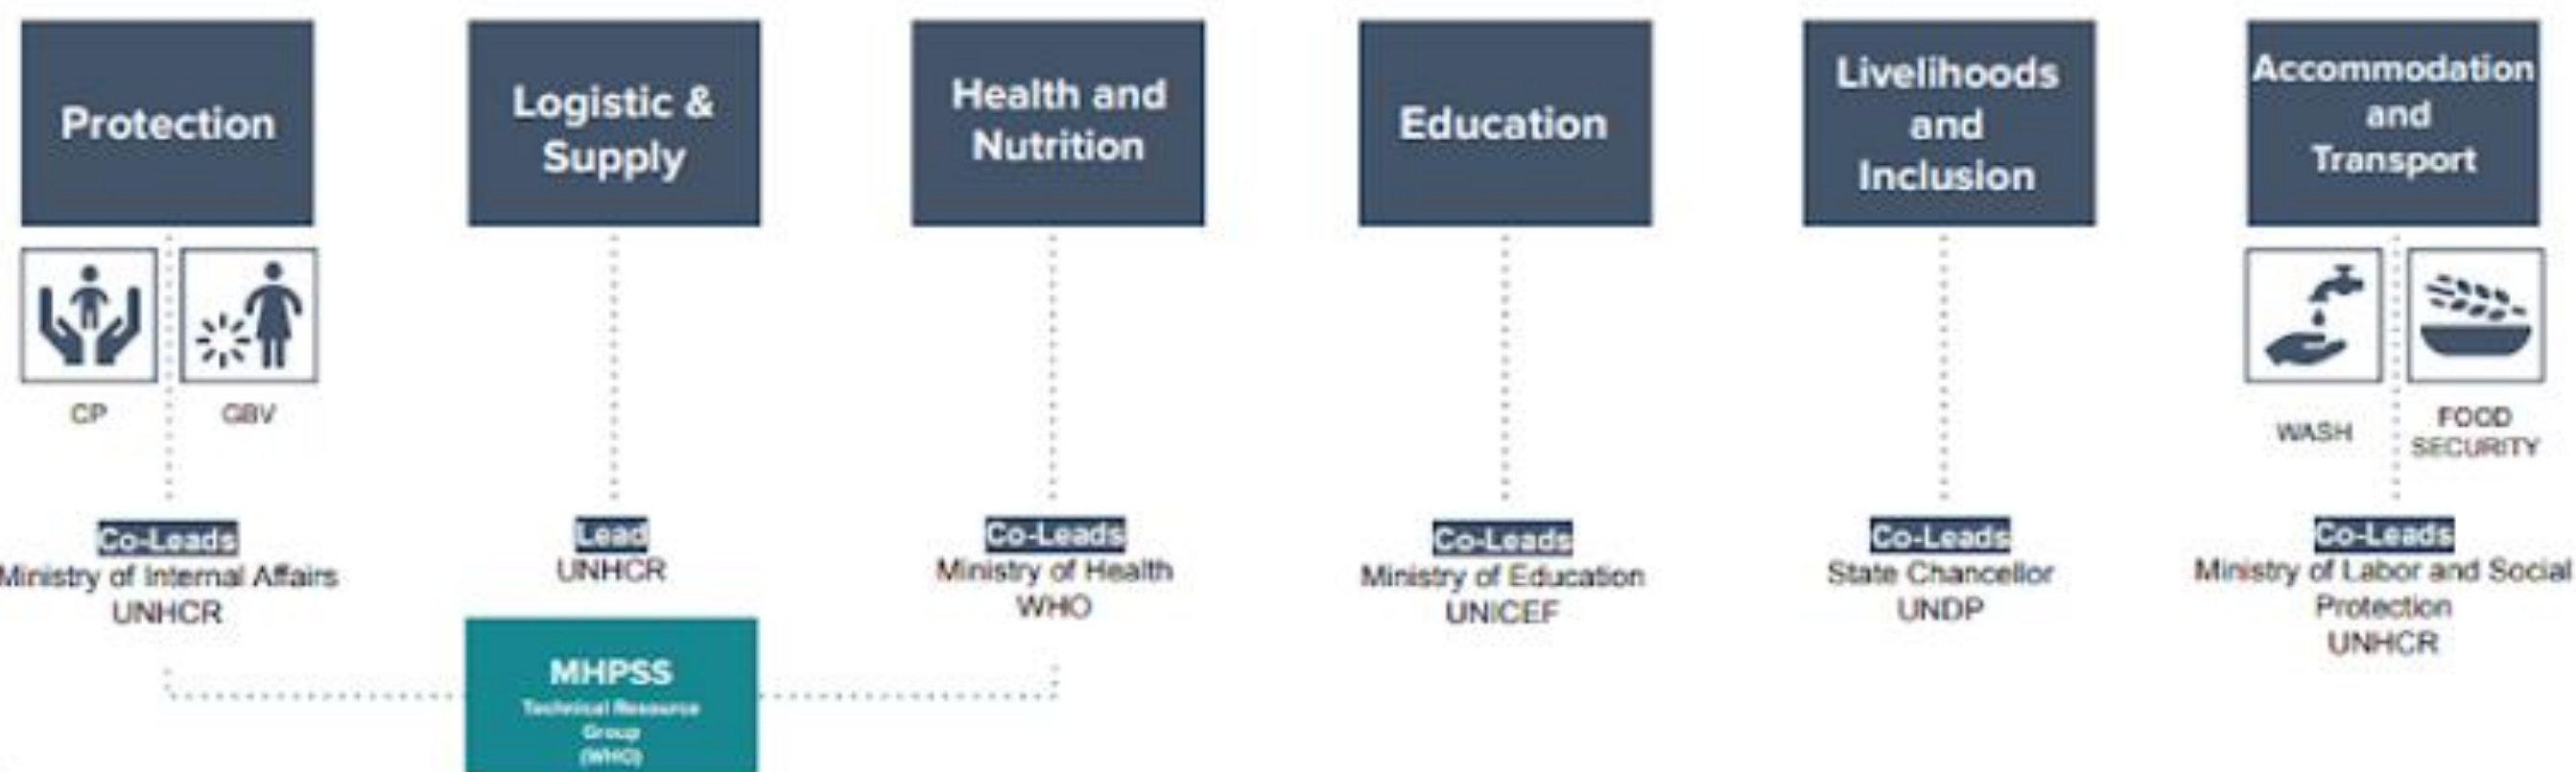 Protection
CP
GBV
Co-Leads
Ministry of Internal Affairs
UNHCR
Logistic &
Supply
Lead
UNHCR
MHPSS
Technical Resource
Group
(WHO)
Health and
Nutrition
Co-Leads
Ministry of Health
WHO
Education
Co-Leads
Ministry of Education
UNICEF
Livelihoods
and
Inclusion
Co-Leads
State Chancellor
UNDP
Accommodation
and
Transport
WASH
FOOD
SECURITY
Co-Leads
Ministry of Labor and Social
Protection
UNHCR